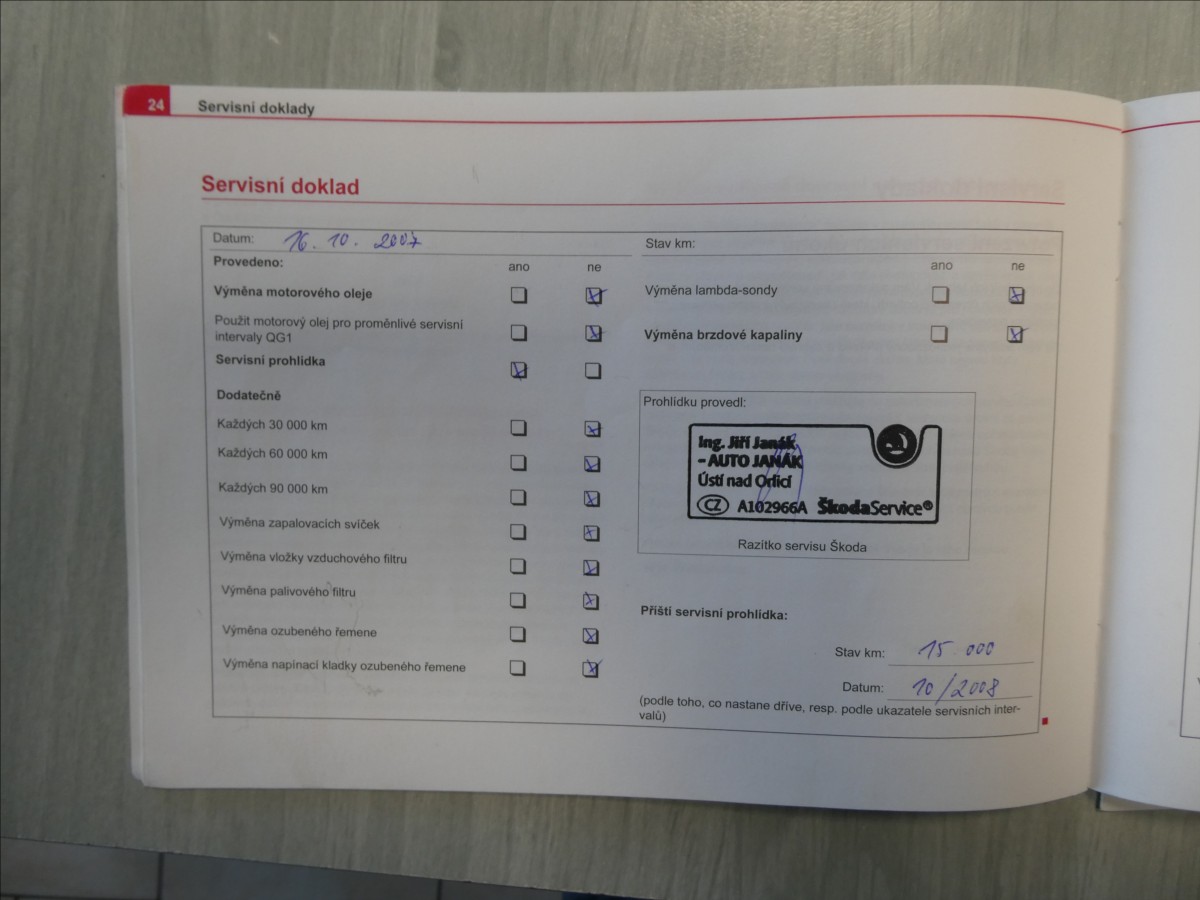 24 Servisní doklady
Servisní doklad
Datum: 16. 10. 2007
Stav km:
Provedeno:
ano ne
ano ne
Výměna motorového oleje
Výměna lambda-sondy
Použit motorový olej pro proměnlivé servisní
intervaly QG1
Výměna brzdové kapaliny
Servisní prohlídka
Dodatečně
Každých 30 000 km
Každých 60 000 km
Každých 90 000 km
Výměna zapalovacích svíček
Výměna vložky vzduchového filtru
Výměna palivového filtru
Výměna ozubeného řemene
Výměna napínací kladky ozubeného řemene
Prohlídku provedl:
Ing. Jiří Janák
- AUTO JANÁK
Ústí nad Orlicí
CZ A102966A ŠkodaService®
Razítko servisu Škoda
Příští servisní prohlídka:
Stav km: 15 000
Datum: 10/2008
(podle toho, co nastane dříve, resp. podle ukazatele servisních inter-
valů)